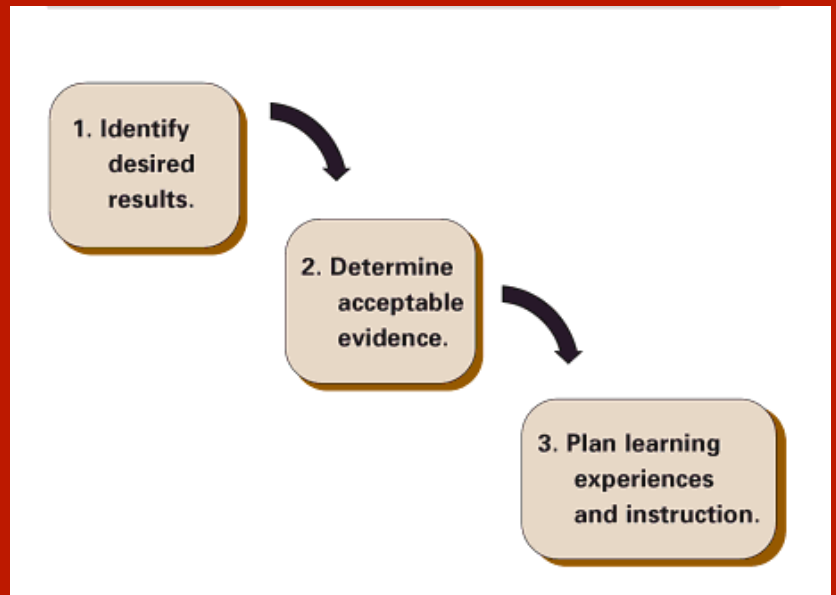 1. Identify
desired
results.
2. Determine
acceptable
evidence.
3. Plan learning
experiences
and instruction.